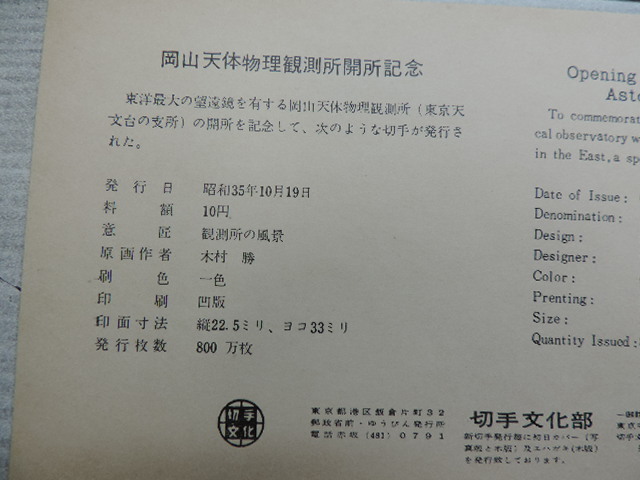 岡山天体物理観測所開所記念
東洋最大の望遠鏡を有する岡山天体物理観測所（東京天
文台の支所）の開所を記念して、次のような切手が発行さ
れた。
発行日 昭和35年10月19日
料額 10円
意匠 観測所の風景
原画作者 木村勝
刷色 一色
印刷 凹版
印面寸法 縦22.5ミリ、ヨコ33ミリ
発行枚数 800万枚
切手
文化
東京都港区飯倉片町32
郵政省前・ゆうびん発行所
電話赤坂（481）0791
切手文化部
新切手発行毎に初日カバー（写
真版と木版）及エハガキ（木版）
を発行致しております。
Opening
Ast
To commemorat
cal observatory w
in the East, a sp
Date of Issue:
Denomination:
Design:
Designer:
Color:
Prenting:
Size:
Quantity Issued:
東京
切手